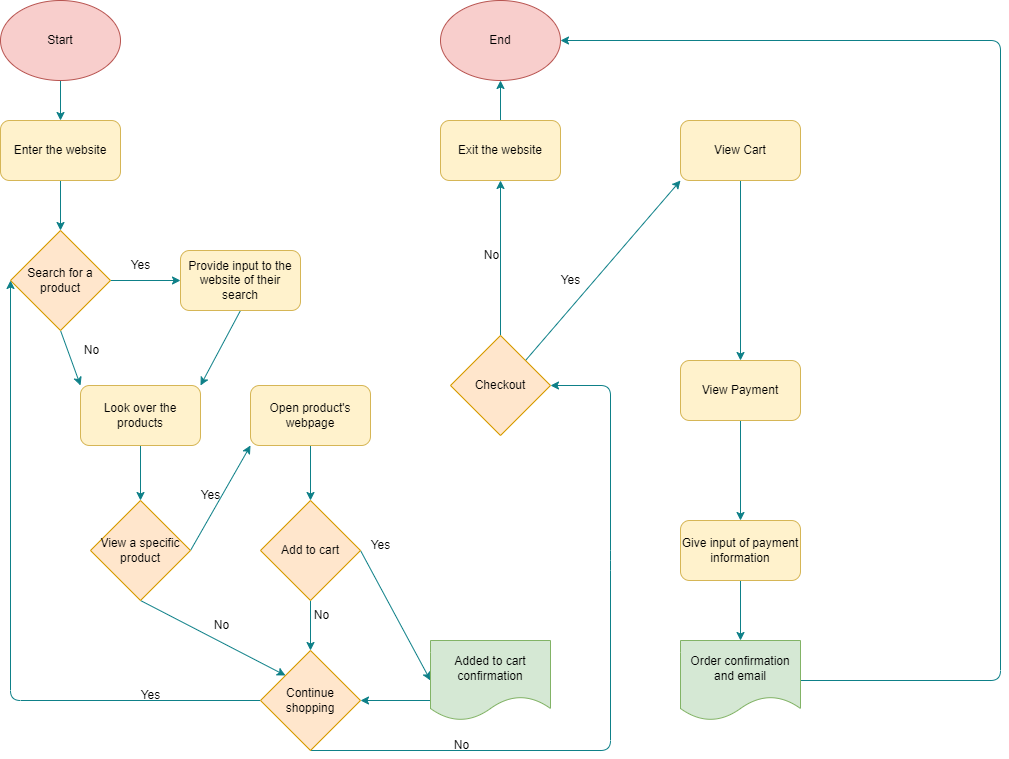 Start
End
Enter the website
Exit the website
View Cart
Search for a
product
Yes
Provide input to the
website of their
search
No
Yes
No
Look over the
products
Open product's
webpage
Checkout
View Payment
Yes
View a specific
product
Add to cart
Yes
Give input of payment
information
No
No
Added to cart
confirmation
Order confirmation
and email
Continue
shopping
Yes
No